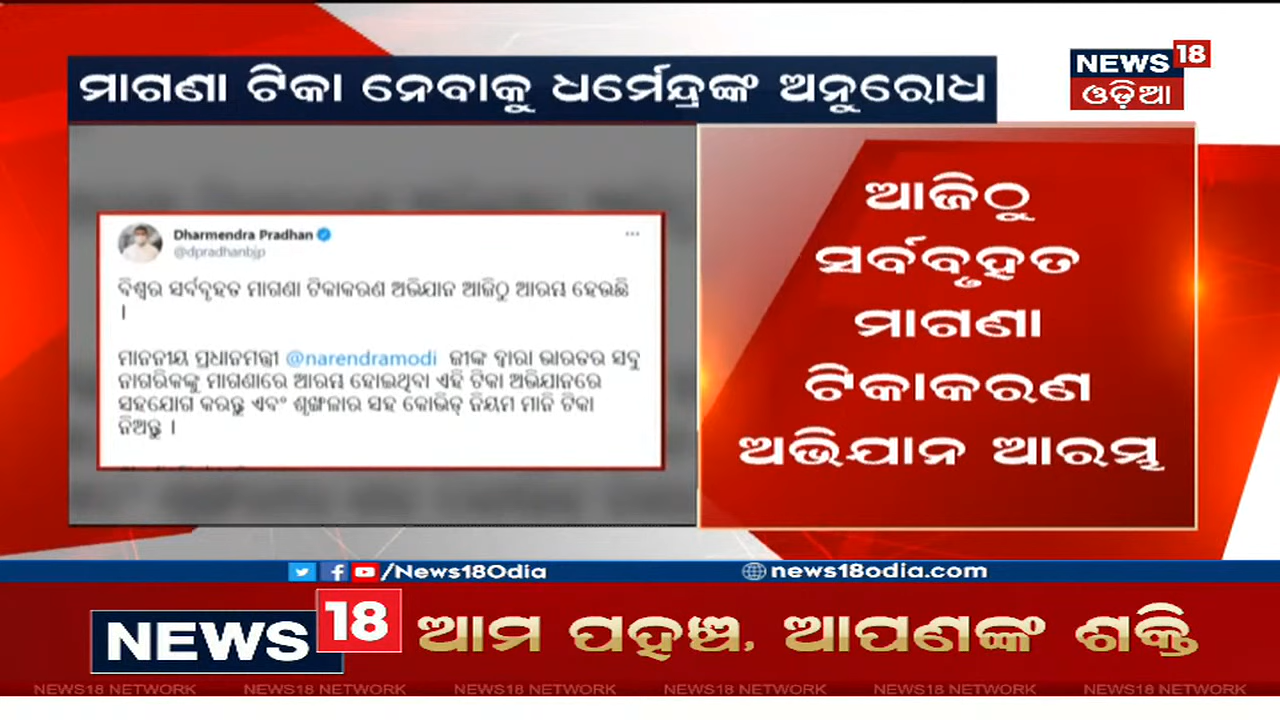 ମାଗଣା ଟିକା ନେବାକୁ ଧର୍ମେନ୍ଦ୍ରଙ୍କ ଅନୁରୋଧ
NEWS 18
ଓଡ଼ିଆ
Dharmendra Pradhan
@dpradhanbjp
ବିଶ୍ୱର ସର୍ବବୃହତ ମାଗଣା ଟିକାକରଣ ଅଭିଯାନ ଆଜିଠୁ ଆରମ୍ଭ ହେଉଛି
।
ମାନନୀୟ ପ୍ରଧାନମନ୍ତ୍ରୀ @narendramodi ଜୀଙ୍କ ଦ୍ୱାରା ଭାରତର ସବୁ
ନାଗରିକଙ୍କୁ ମାଗଣାରେ ଆରମ୍ଭ ହୋଇଥିବା ଏହି ଟିକା ଅଭିଯାନରେ
ସହଯୋଗ କରନ୍ତୁ ଏବଂ ଶୃଙ୍ଖଳାର ସହ କୋଭିଡ୍ ନିୟମ ମାନି ଟିକା
ନିଅନ୍ତୁ ।
ଆଜିଠୁ
ସର୍ବବୃହତ
ମାଗଣା
ଟିକାକରଣ
ଅଭିଯାନ ଆରମ୍ଭ
/News18Odia
news18odia.com
NEWS 18 ଆମ ପହଞ୍ଚ, ଆପଣଙ୍କ ଶକ୍ତି
NEWS18 NETWORK NEWS18 NETWORK NEWS18 NETWORK NEWS18 NETWORK NEWS18 NETWORK NEWS18 NETWORK